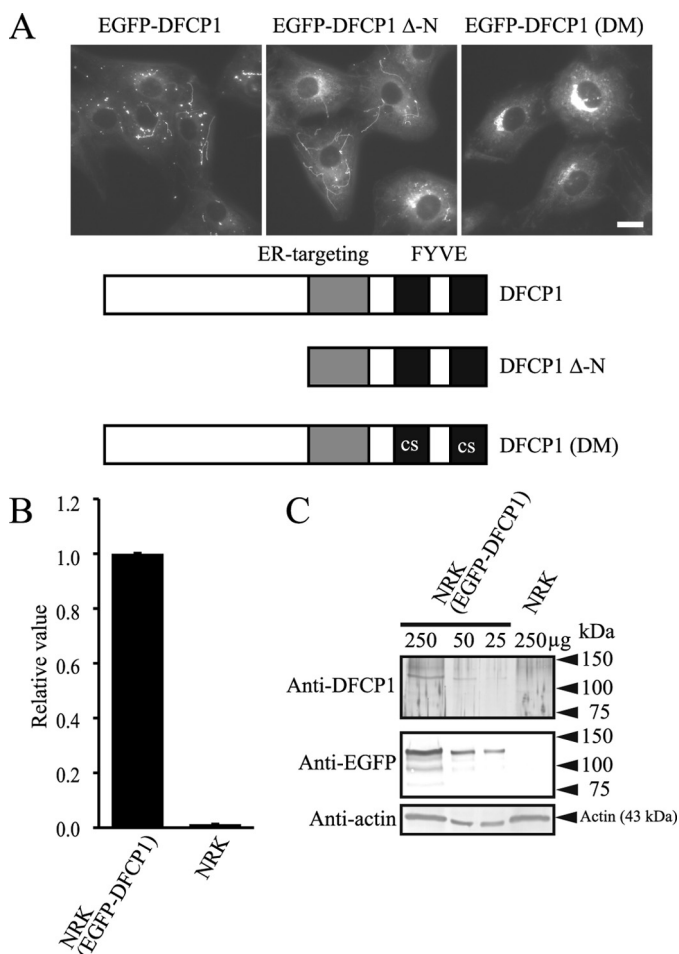 A
EGFP-DFCP1 EGFP-DFCP1 Δ-N EGFP-DFCP1 (DM)
ER-targeting FYVE
DFCP1
DFCP1 Δ-N
cs cs DFCP1 (DM)
B
1.2
1.0
0.8
0.6
0.4
0.2
0.0
Relative value
NRK
(EGFP-DFCP1)
NRK
C
NRK
(EGFP-DFCP1)
NRK
250 50 25 250μg kDa
Anti-DFCP1
150
100
75
Anti-EGFP
150
100
75
Anti-actin Actin (43 kDa)